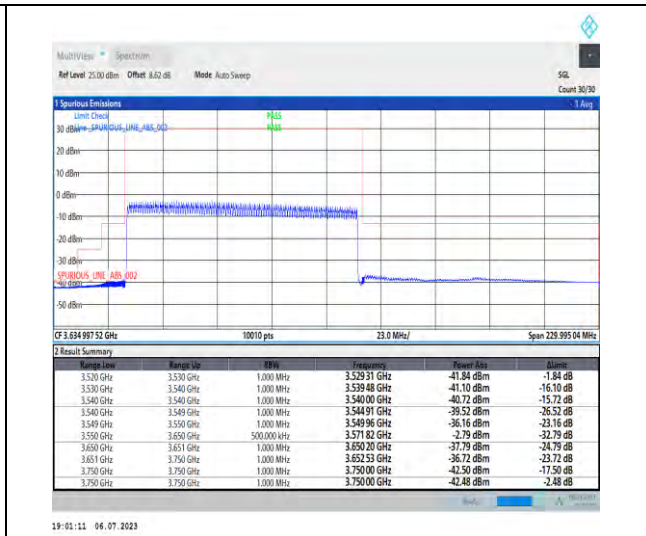 MultiView Spectrum
Ref Level 25.00 dBm Offset 8.62 dB Mode Auto Sweep SGL
Count 30/30
1 Spurious Emissions 1 Avg
Limit Check PASS
30 dBm Line _SPURIOUS_LINE_ABS_002 PASS
20 dBm
10 dBm
0 dBm
-10 dBm
-20 dBm
-30 dBm
SPURIOUS_LINE_ABS_002
-40 dBm
-50 dBm
CF 3.634 997 52 GHz 10010 pts 23.0 MHz/ Span 229.995 04 MHz
2 Result Summary
Range Low Range Up RBW Frequency Power Abs ΔLimit
3.520 GHz 3.530 GHz 1.000 MHz 3.529 31 GHz -41.84 dBm -1.84 dB
3.530 GHz 3.540 GHz 1.000 MHz 3.539 48 GHz -41.10 dBm -16.10 dB
3.540 GHz 3.540 GHz 1.000 MHz 3.540 00 GHz -40.72 dBm -15.72 dB
3.540 GHz 3.549 GHz 1.000 MHz 3.544 91 GHz -39.52 dBm -26.52 dB
3.549 GHz 3.550 GHz 1.000 MHz 3.549 96 GHz -36.16 dBm -23.16 dB
3.550 GHz 3.650 GHz 500.000 kHz 3.571 82 GHz -2.79 dBm -32.79 dB
3.650 GHz 3.651 GHz 1.000 MHz 3.650 20 GHz -37.79 dBm -24.79 dB
3.651 GHz 3.750 GHz 1.000 MHz 3.652 53 GHz -36.72 dBm -23.72 dB
3.750 GHz 3.750 GHz 1.000 MHz 3.750 00 GHz -42.50 dBm -17.50 dB
3.750 GHz 3.750 GHz 1.000 MHz 3.750 00 GHz -42.48 dBm -2.48 dB
19:01:11 06.07.2023